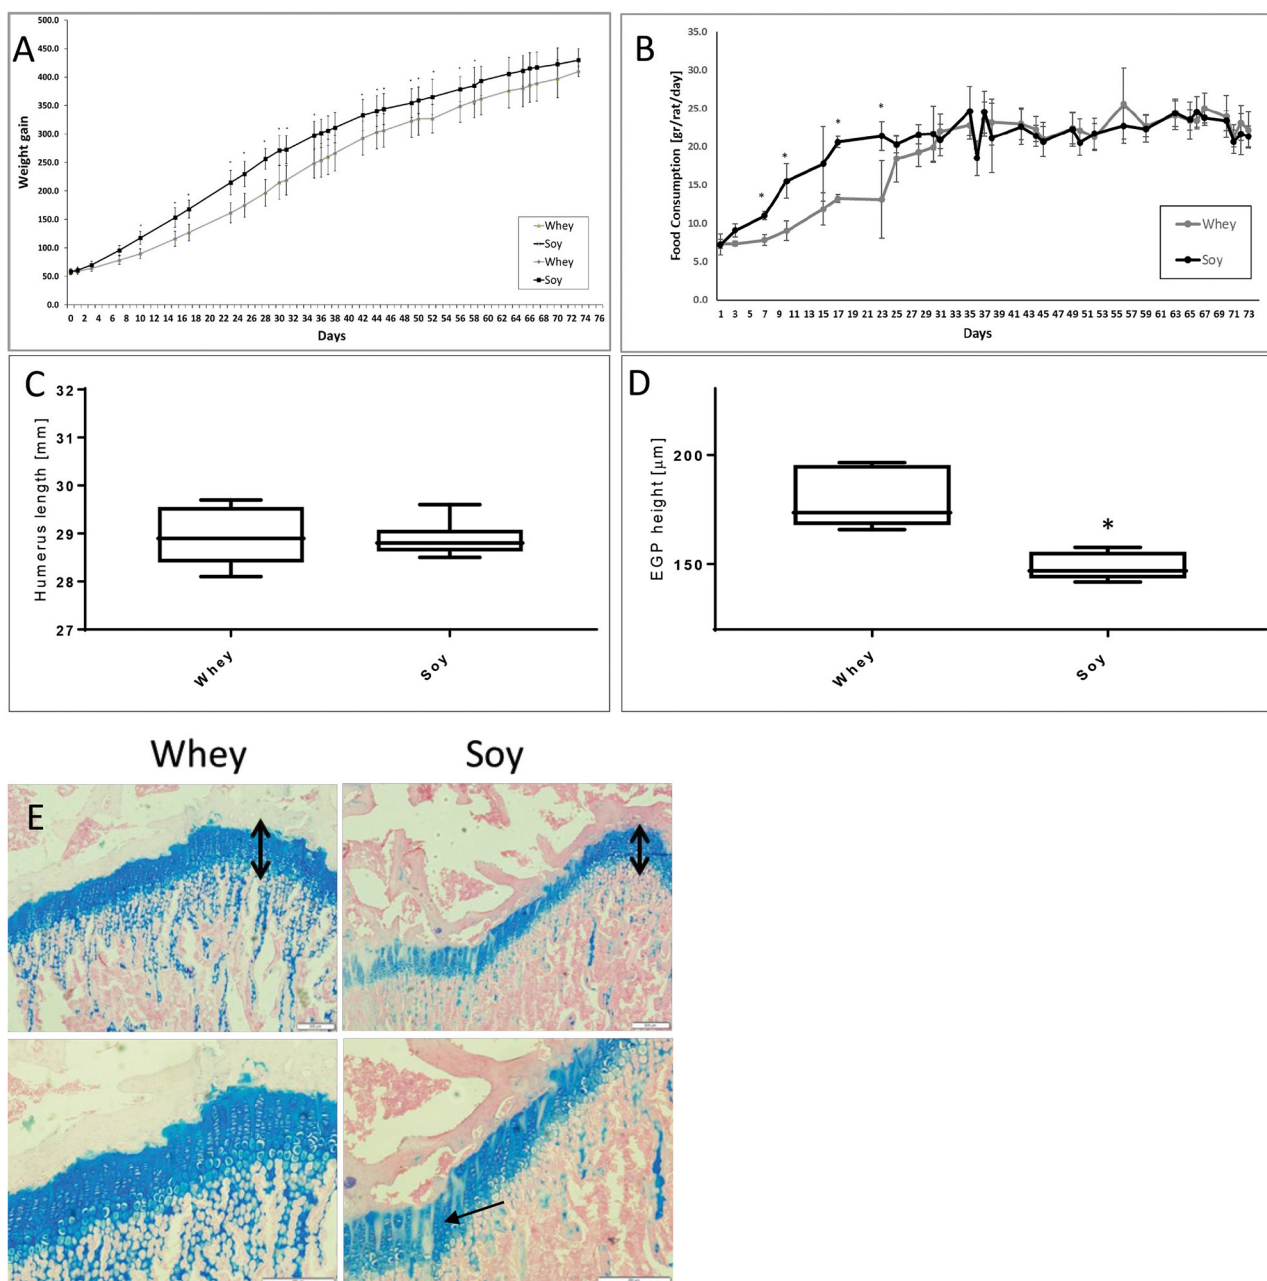 A
500.0
450.0
400.0
350.0
300.0
250.0
200.0
150.0
100.0
50.0
0.0
Weight gain
0 2 4 6 7 8 10 12 14 16 18 20 22 24 26 28 30 32 34 36 38 40 42 44 46 48 50 52 54 56 58 60 62 64 66 68 70 72 74 76
Days
Whey
Soy
Whey
Soy
B
35.0
30.0
25.0
20.0
15.0
10.0
5.0
0.0
Food Consumption [gr/rat/day]
* * * *
1 3 5 7 9 11 13 15 17 19 21 23 25 27 29 31 33 35 37 39 41 43 45 47 49 51 53 55 57 59 61 63 65 67 69 71 73
Days
Whey
Soy
C
32
31
30
29
28
27
Humerus length [mm]
Whey
Soy
D
200
150
EGP height [µm]
*
Whey
Soy
Whey Soy
E